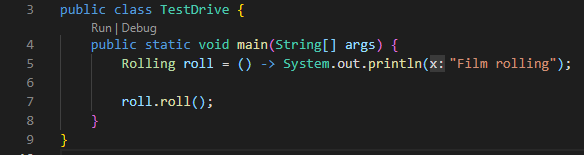 3 public class TestDrive {
Run | Debug
4 public static void main(String[] args) {
5 Rolling roll = () -> System.out.println(x: "Film rolling");
6
7 roll.roll();
8 }
9 }